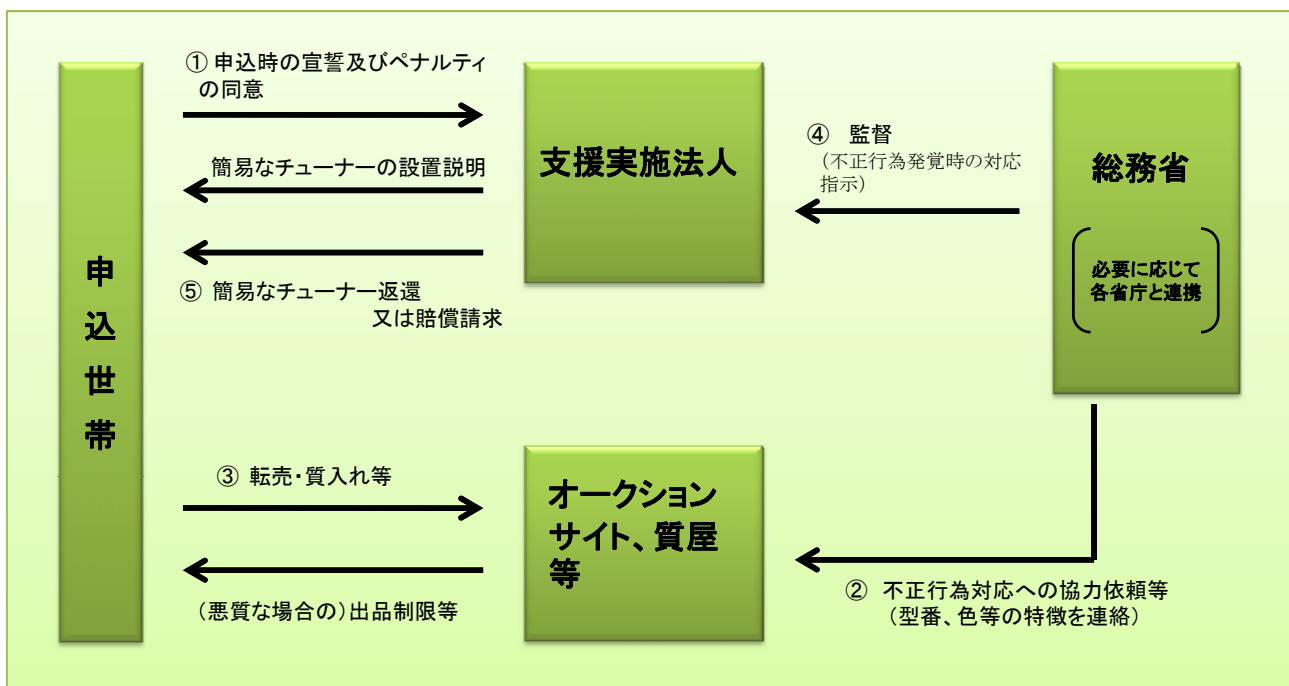 ① 申込時の宣誓及びペナルティ
の同意
簡易なチューナーの設置説明
⑤ 簡易なチューナー返還
又は賠償請求
申
込
世
帯
支援実施法人
④ 監督
(不正行為発覚時の対応
指示)
総務省
必要に応じて
各省庁と連携
③ 転売・質入れ等
(悪質な場合の)出品制限等
オークション
サイト、質屋
等
② 不正行為対応への協力依頼等
(型番、色等の特徴を連絡)